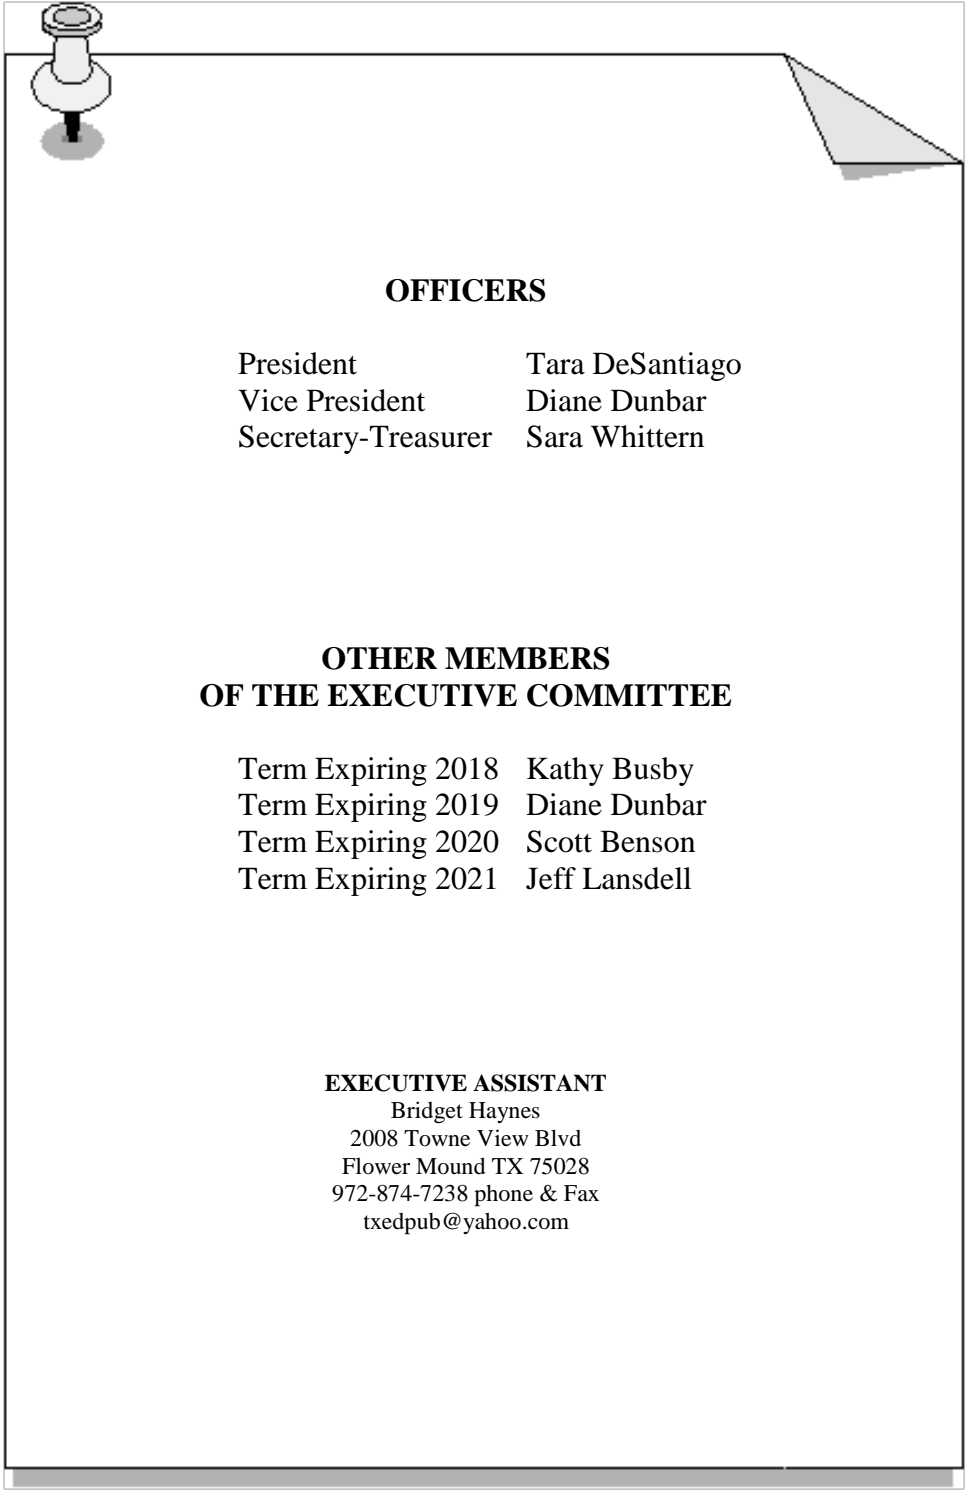 OFFICERS
President Tara DeSantiago
Vice President Diane Dunbar
Secretary-Treasurer Sara Whittern
OTHER MEMBERS
OF THE EXECUTIVE COMMITTEE
Term Expiring 2018 Kathy Busby
Term Expiring 2019 Diane Dunbar
Term Expiring 2020 Scott Benson
Term Expiring 2021 Jeff Lansdell
EXECUTIVE ASSISTANT
Bridget Haynes
2008 Towne View Blvd
Flower Mound TX 75028
972-874-7238 phone & Fax
txedpub@yahoo.com